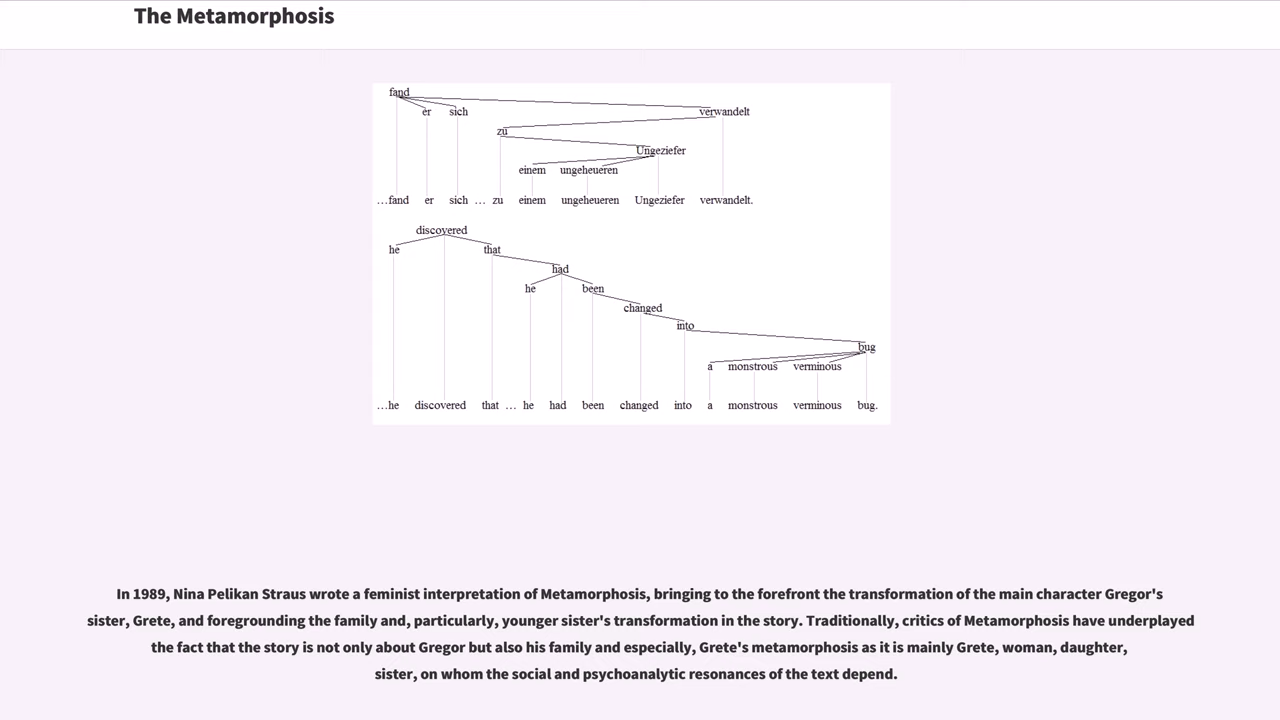 The Metamorphosis
fand
er sich verwandelt
zu
Ungeziefer
einem ungeheueren
…fand er sich … zu einem ungeheueren Ungeziefer verwandelt.
discovered
he that
had
he been
changed
into
bug
a monstrous verminous
…he discovered that … he had been changed into a monstrous verminous bug.
In 1989, Nina Pelikan Straus wrote a feminist interpretation of Metamorphosis, bringing to the forefront the transformation of the main character Gregor's
sister, Grete, and foregrounding the family and, particularly, younger sister's transformation in the story. Traditionally, critics of Metamorphosis have underplayed
the fact that the story is not only about Gregor but also his family and especially, Grete's metamorphosis as it is mainly Grete, woman, daughter,
sister, on whom the social and psychoanalytic resonances of the text depend.